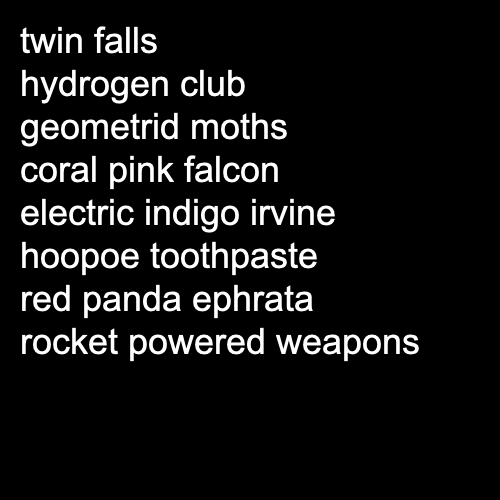 twin falls
hydrogen club
geometrid moths
coral pink falcon
electric indigo irvine
hoopoe toothpaste
red panda ephrata
rocket powered weapons